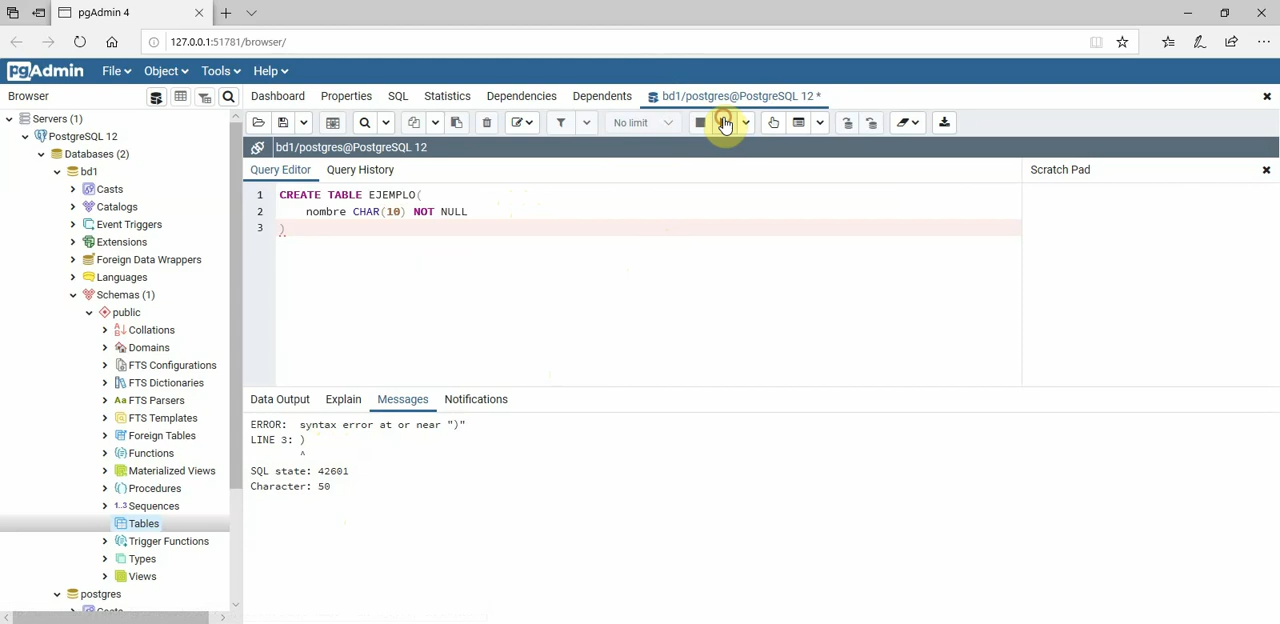 pgAdmin 4
127.0.0.1:51781/browser/
pgAdmin File Object Tools Help
Browser
Dashboard Properties SQL Statistics Dependencies Dependents bd1/postgres@PostgreSQL 12 *
No limit
bd1/postgres@PostgreSQL 12
Query Editor Query History
Scratch Pad
1 CREATE TABLE EJEMPLO(
2 nombre CHAR(10) NOT NULL
3 )
Servers (1)
PostgreSQL 12
Databases (2)
bd1
Casts
Catalogs
Event Triggers
Extensions
Foreign Data Wrappers
Languages
Schemas (1)
public
Collations
Domains
FTS Configurations
FTS Dictionaries
Aa FTS Parsers
FTS Templates
Foreign Tables
Functions
Materialized Views
Procedures
1..3 Sequences
Tables
Trigger Functions
Types
Views
postgres
Data Output Explain Messages Notifications
ERROR: syntax error at or near ")"
LINE 3: )
^
SQL state: 42601
Character: 50